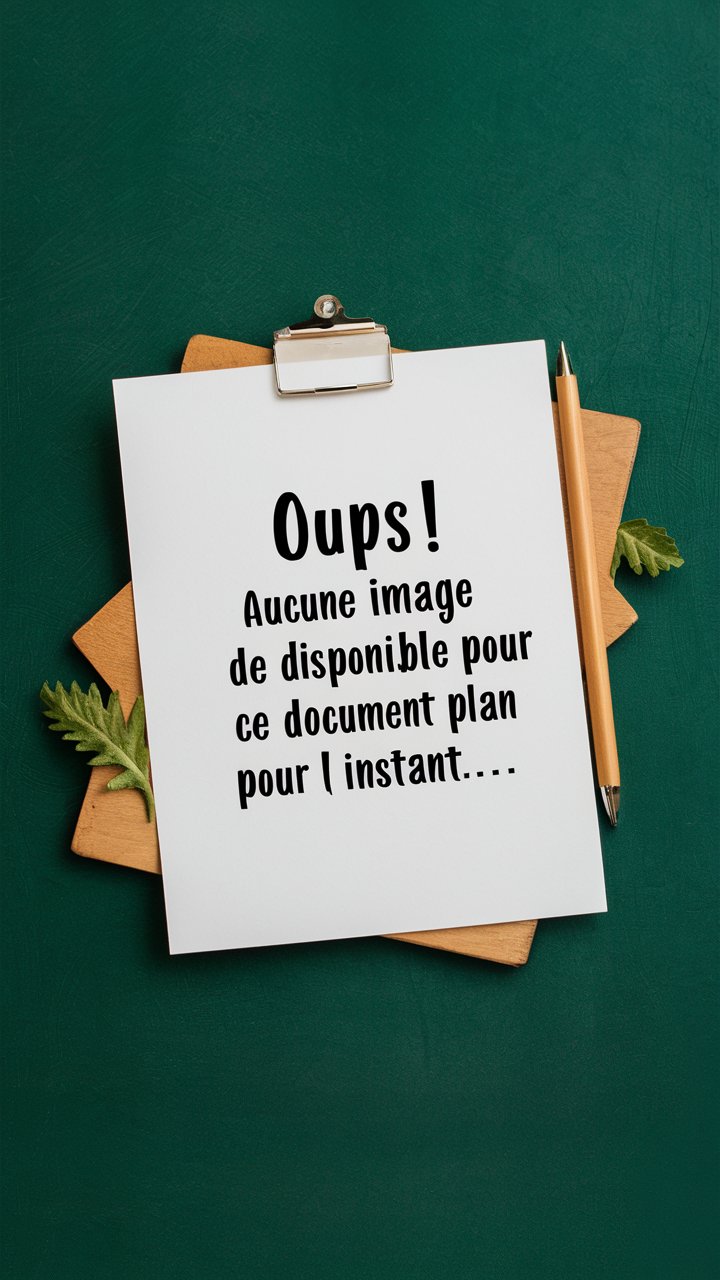 Oups!
Aucune image
de disponible pour
ce document plan
pour l instant....